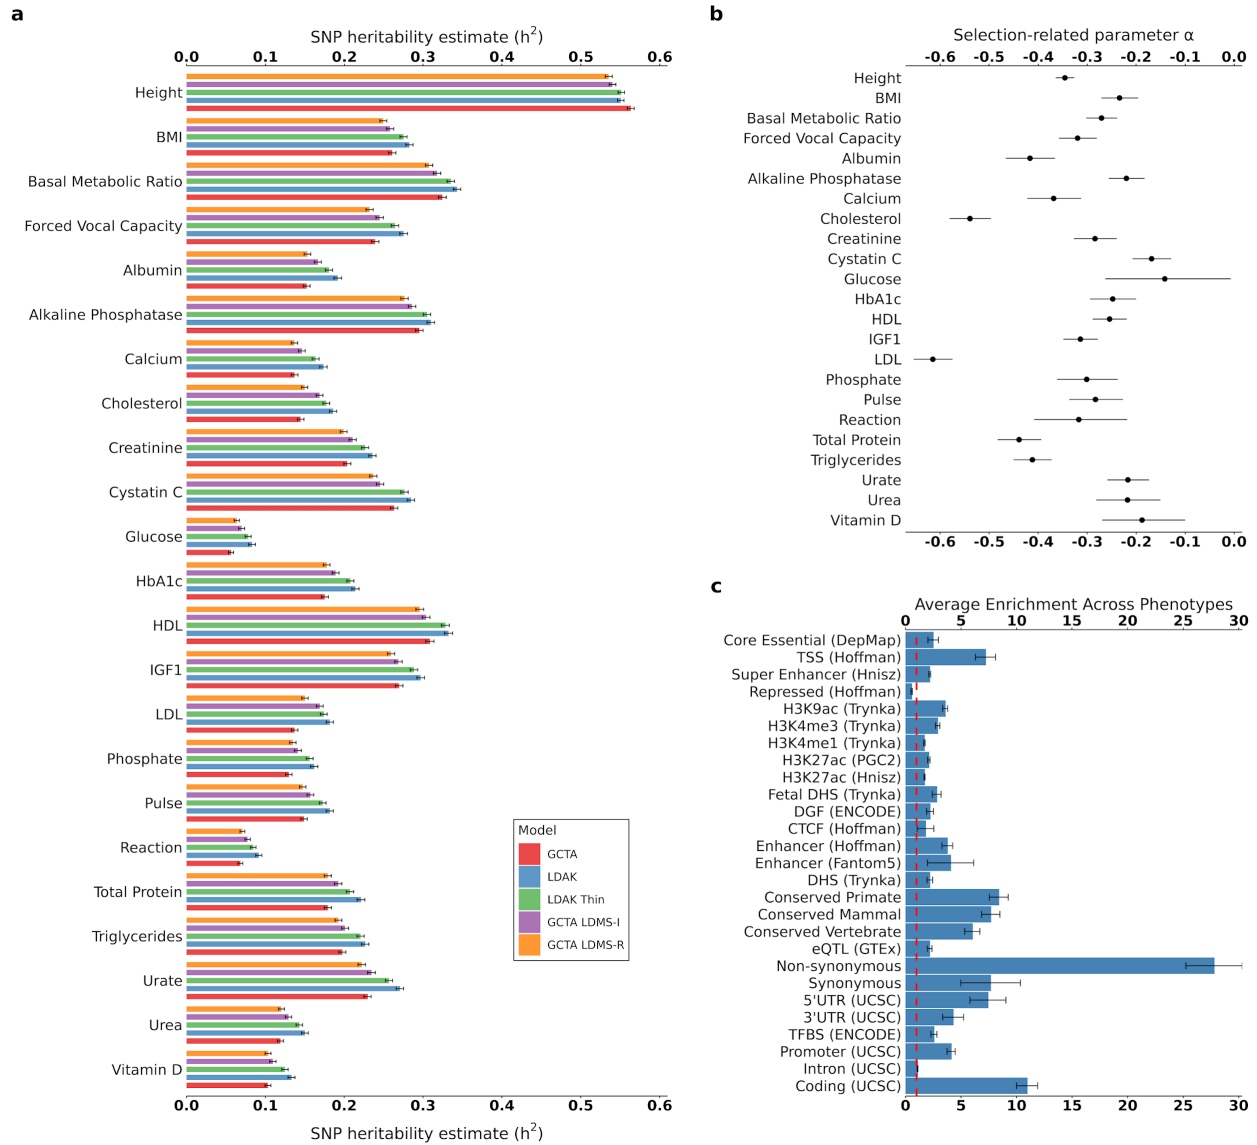 a
SNP heritability estimate (h²)
0.0 0.1 0.2 0.3 0.4 0.5 0.6
Height
BMI
Basal Metabolic Ratio
Forced Vocal Capacity
Albumin
Alkaline Phosphatase
Calcium
Cholesterol
Creatinine
Cystatin C
Glucose
HbA1c
HDL
IGF1
LDL
Phosphate
Pulse
Reaction
Total Protein
Triglycerides
Urate
Urea
Vitamin D
Model
GCTA
LDAK
LDAK Thin
GCTA LDMS-I
GCTA LDMS-R
0.0 0.1 0.2 0.3 0.4 0.5 0.6
SNP heritability estimate (h²)
b
Selection-related parameter α
-0.6 -0.5 -0.4 -0.3 -0.2 -0.1 0.0
Height
BMI
Basal Metabolic Ratio
Forced Vocal Capacity
Albumin
Alkaline Phosphatase
Calcium
Cholesterol
Creatinine
Cystatin C
Glucose
HbA1c
HDL
IGF1
LDL
Phosphate
Pulse
Reaction
Total Protein
Triglycerides
Urate
Urea
Vitamin D
-0.6 -0.5 -0.4 -0.3 -0.2 -0.1 0.0
c
Average Enrichment Across Phenotypes
0 5 10 15 20 25 30
Core Essential (DepMap)
TSS (Hoffman)
Super Enhancer (Hnisz)
Repressed (Hoffman)
H3K9ac (Trynka)
H3K4me3 (Trynka)
H3K4me1 (Trynka)
H3K27ac (PGC2)
H3K27ac (Hnisz)
Fetal DHS (Trynka)
DGF (ENCODE)
CTCF (Hoffman)
Enhancer (Hoffman)
Enhancer (Fantom5)
DHS (Trynka)
Conserved Primate
Conserved Mammal
Conserved Vertebrate
eQTL (GTEx)
Non-synonymous
Synonymous
5'UTR (UCSC)
3'UTR (UCSC)
TFBS (ENCODE)
Promoter (UCSC)
Intron (UCSC)
Coding (UCSC)
0 5 10 15 20 25 30